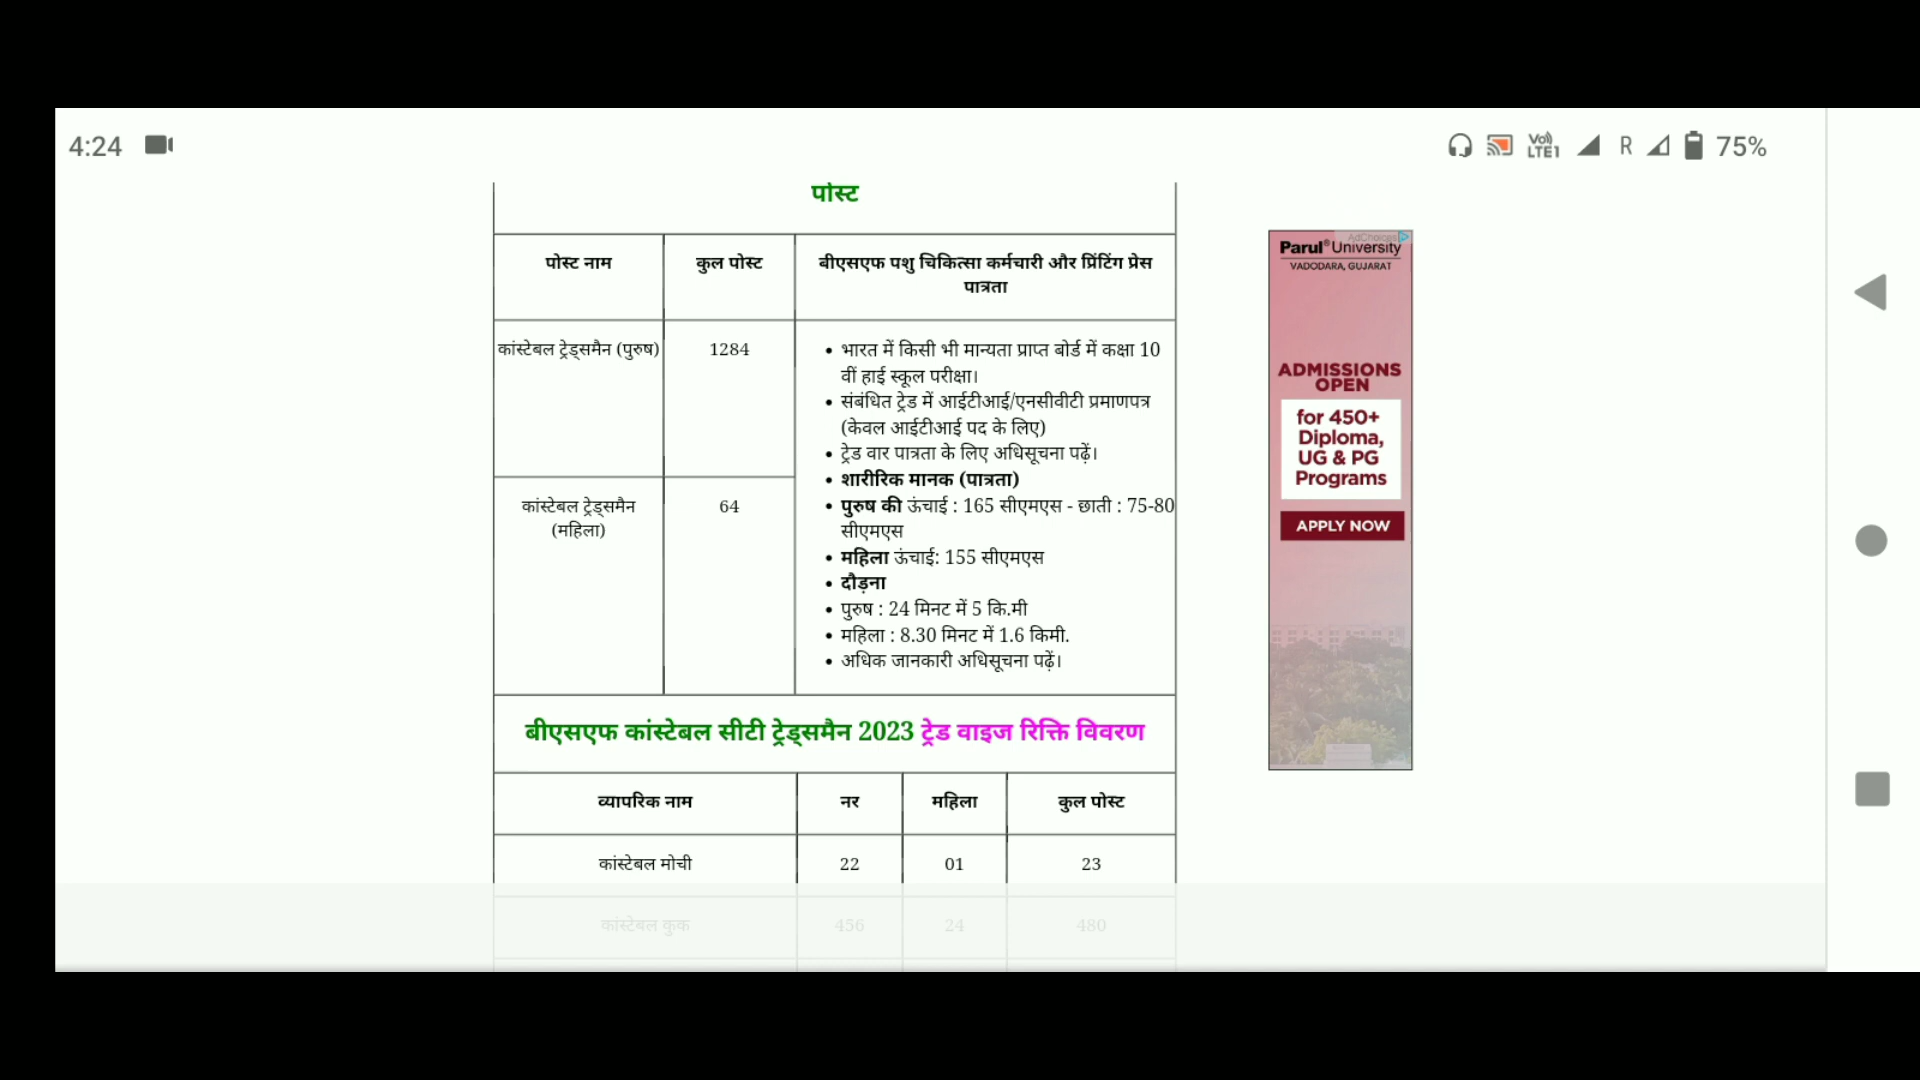 4:24
Vo) LTE1 R 75%
पोस्ट
पोस्ट नाम
कुल पोस्ट
बीएसएफ पशु चिकित्सा कर्मचारी और प्रिंटिंग प्रेस
पात्रता
कांस्टेबल ट्रेड्समैन (पुरुष)
1284
कांस्टेबल ट्रेड्समैन
(महिला)
64
• भारत में किसी भी मान्यता प्राप्त बोर्ड में कक्षा 10
वीं हाई स्कूल परीक्षा।
• संबंधित ट्रेड में आईटीआई/एनसीवीटी प्रमाणपत्र
(केवल आईटीआई पद के लिए)
• ट्रेड वार पात्रता के लिए अधिसूचना पढ़ें।
• शारीरिक मानक (पात्रता)
• पुरुष की ऊंचाई : 165 सीएमएस - छाती : 75-80
सीएमएस
• महिला ऊंचाई: 155 सीएमएस
• दौड़ना
• पुरुष : 24 मिनट में 5 कि.मी
• महिला : 8.30 मिनट में 1.6 किमी.
• अधिक जानकारी अधिसूचना पढ़ें।
बीएसएफ कांस्टेबल सीटी ट्रेड्समैन 2023 ट्रेड वाइज रिक्ति विवरण
व्यापरिक नाम नर महिला कुल पोस्ट
कांस्टेबल मोची 22 01 23
कांस्टेबल कुक 456 24 480
AdChoices
Parul® University
VADODARA, GUJARAT
ADMISSIONS
OPEN
for 450+
Diploma,
UG & PG
Programs
APPLY NOW